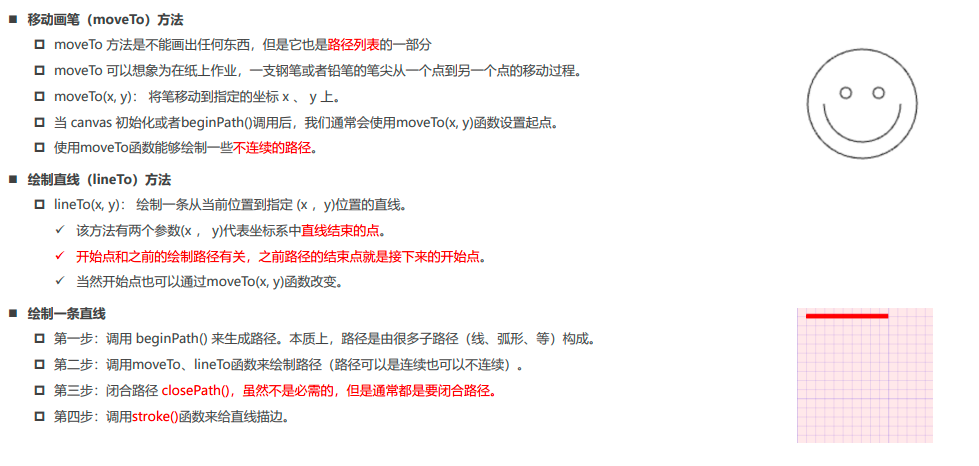 移动画笔（moveTo）方法
moveTo 方法是不能画出任何东西，但是它也是路径列表的一部分
moveTo 可以想象为在纸上作业，一支钢笔或者铅笔的笔尖从一个点到另一个点的移动过程。
moveTo(x, y)： 将笔移动到指定的坐标 x 、 y 上。
当 canvas 初始化或者beginPath()调用后，我们通常会使用moveTo(x, y)函数设置起点。
使用moveTo函数能够绘制一些不连续的路径。
绘制直线（lineTo）方法
lineTo(x, y)： 绘制一条从当前位置到指定 (x ，y)位置的直线。
该方法有两个参数(x ， y)代表坐标系中直线结束的点。
开始点和之前的绘制路径有关，之前路径的结束点就是接下来的开始点。
当然开始点也可以通过moveTo(x, y)函数改变。
绘制一条直线
第一步：调用 beginPath() 来生成路径。本质上，路径是由很多子路径（线、弧形、等）构成。
第二步：调用moveTo、lineTo函数来绘制路径（路径可以是连续也可以不连续）。
第三步：闭合路径 closePath()，虽然不是必需的，但是通常都是要闭合路径。
第四步：调用stroke()函数来给直线描边。